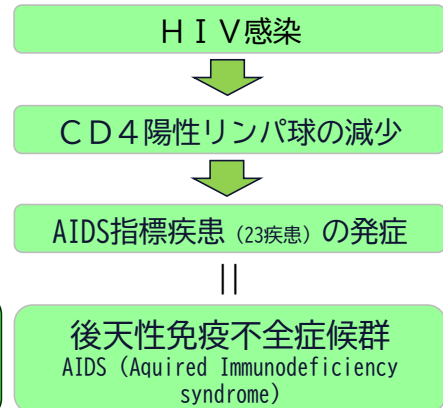 ＨＩＶ感染
ＣＤ４陽性リンパ球の減少
AIDS指標疾患（23疾患）の発症
||
後天性免疫不全症候群
AIDS（Aquired Immunodeficiency
syndrome）